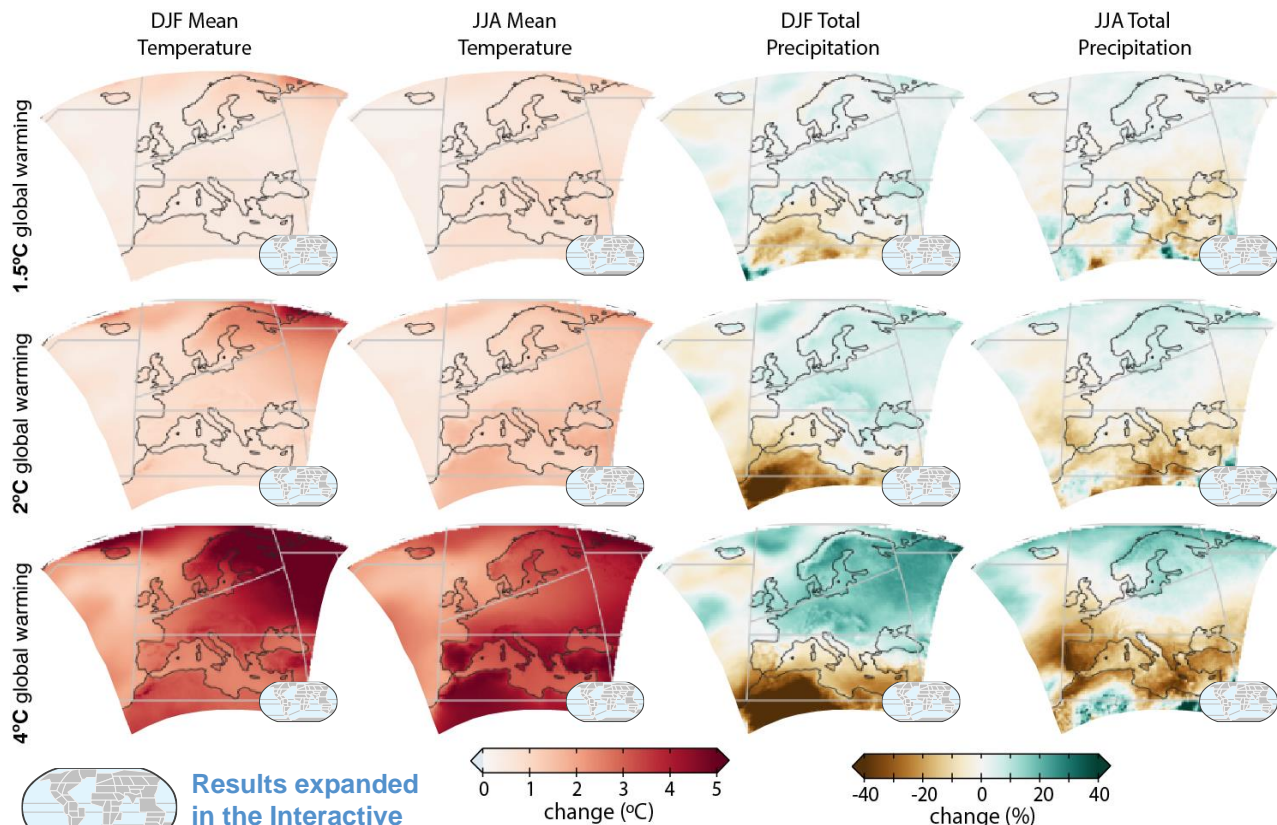 DJF Mean
Temperature
JJA Mean
Temperature
DJF Total
Precipitation
JJA Total
Precipitation
1.5ºC global warming
2ºC global warming
4ºC global warming
Results expanded
in the Interactive
0 1 2 3 4 5
change (ºC)
-40 -20 0 20 40
change (%)